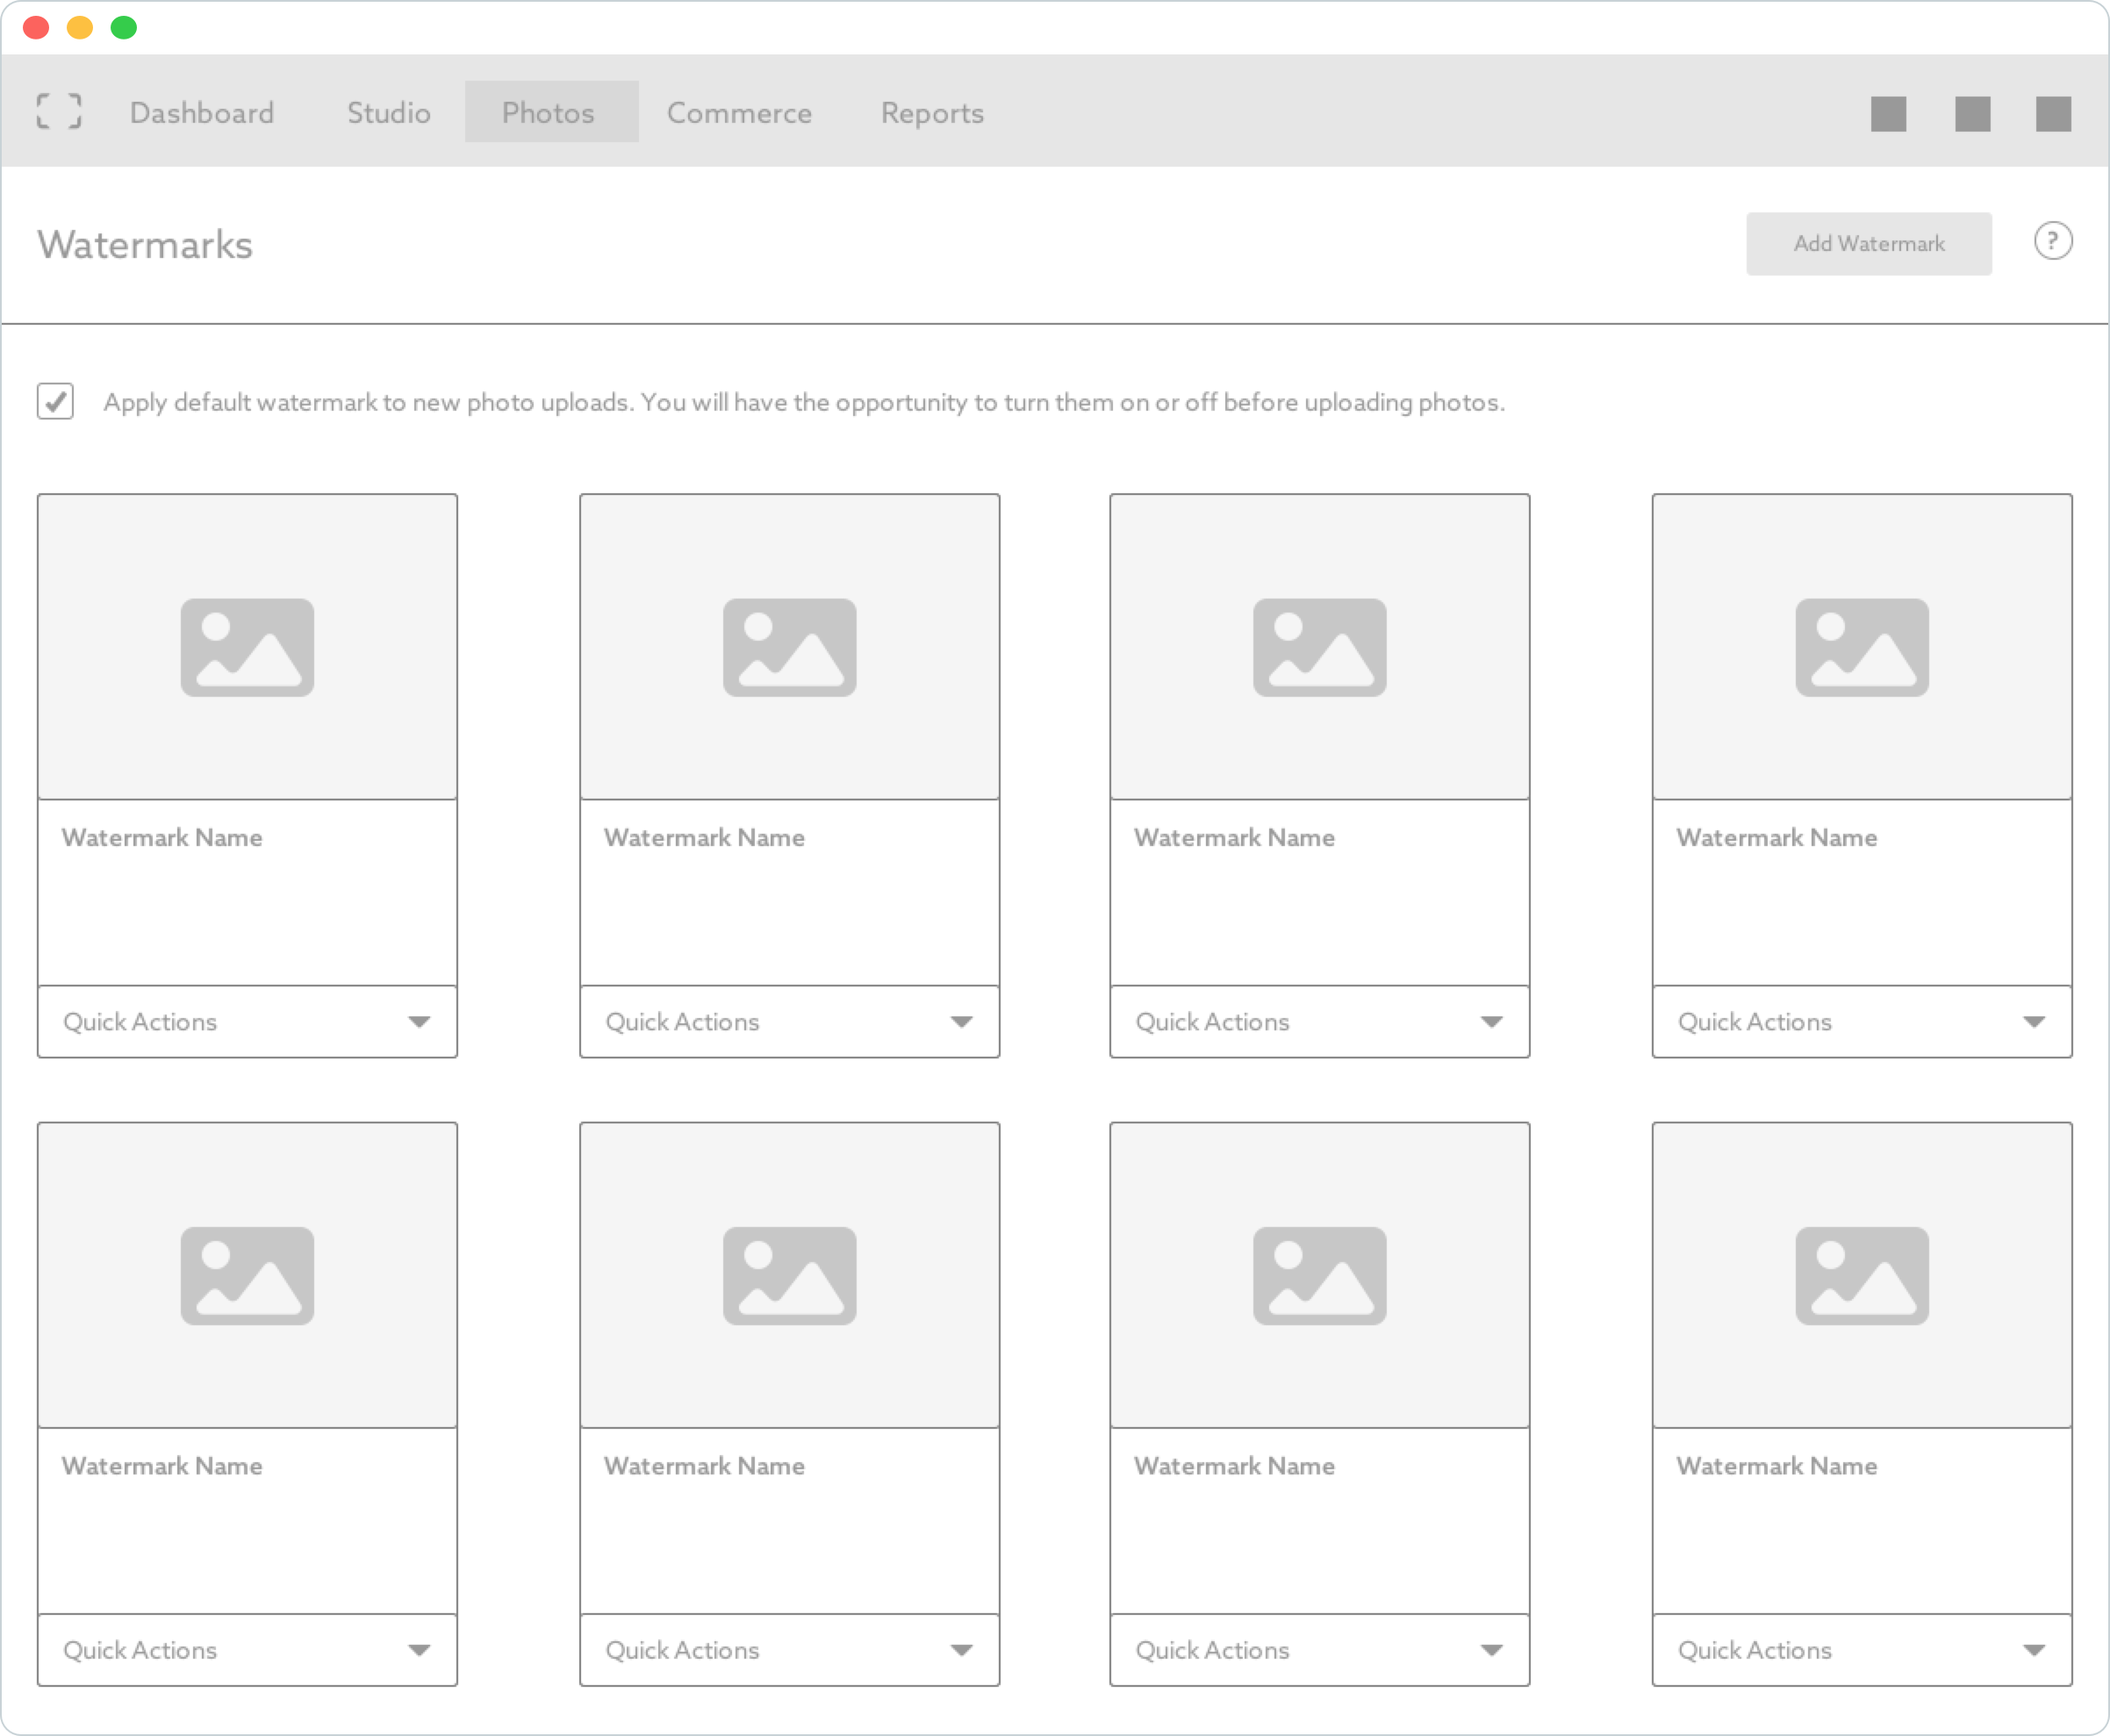 Dashboard Studio Photos Commerce Reports
Watermarks
Add Watermark ?
Apply default watermark to new photo uploads. You will have the opportunity to turn them on or off before uploading photos.
Watermark Name Watermark Name Watermark Name Watermark Name
Quick Actions Quick Actions Quick Actions Quick Actions
Watermark Name Watermark Name Watermark Name Watermark Name
Quick Actions Quick Actions Quick Actions Quick Actions